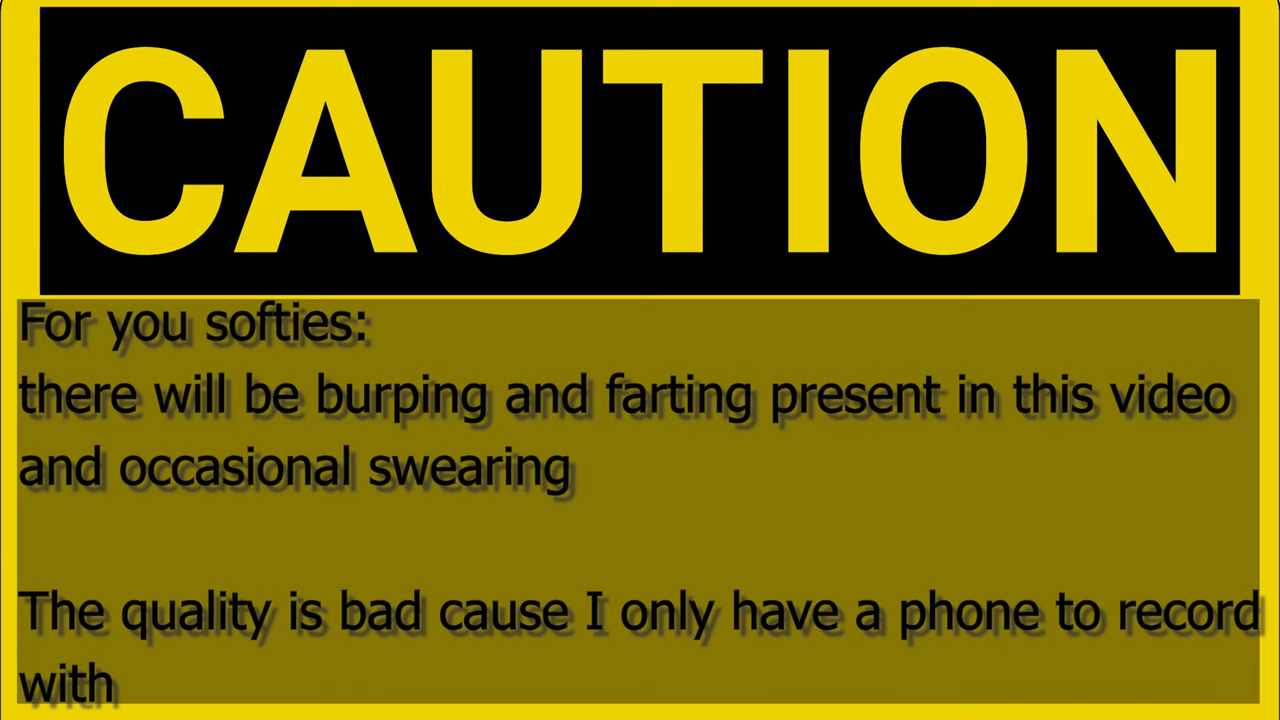 CAUTION
For you softies:
there will be burping and farting present in this video
and occasional swearing
The quality is bad cause I only have a phone to record
with